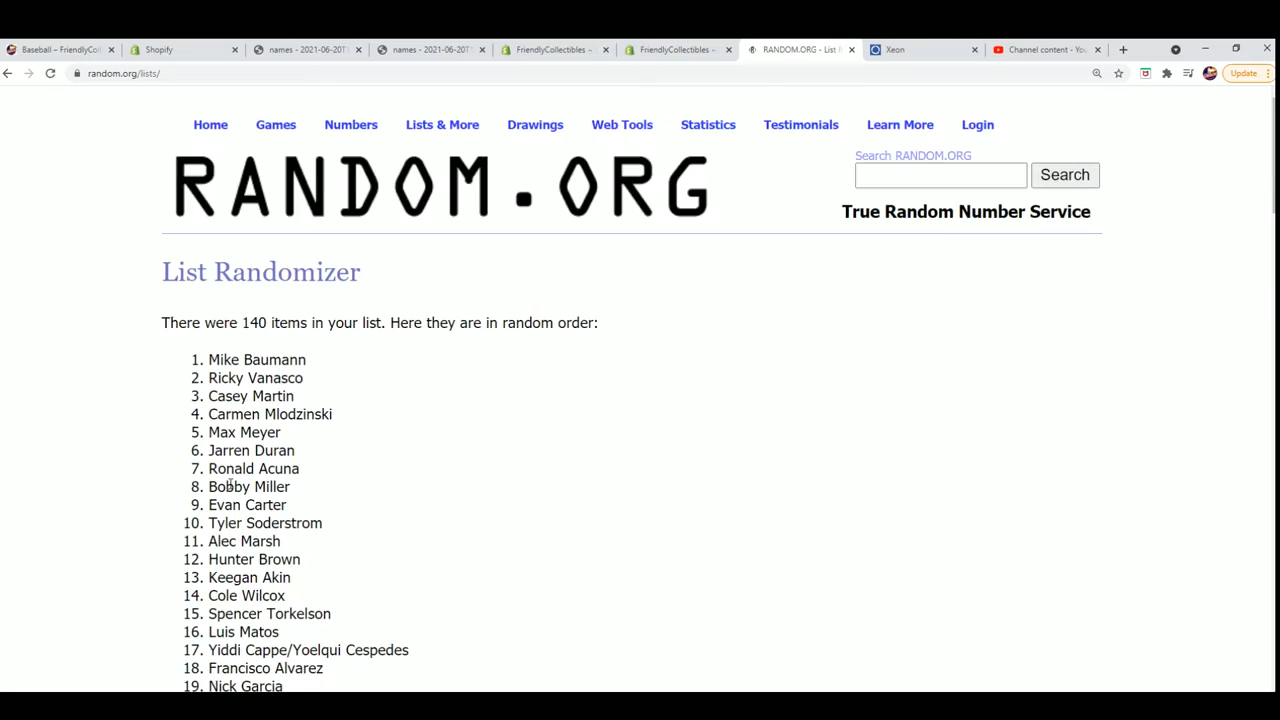 Baseball – FriendlyColl
Shopify
names - 2021-06-20T1
names - 2021-06-20T1
FriendlyCollectibles –
FriendlyCollectibles –
RANDOM.ORG - List R
Xeon
Channel content - You
random.org/lists/
Update
Home Games Numbers Lists & More Drawings Web Tools Statistics Testimonials Learn More Login
RANDOM.ORG
Search RANDOM.ORG
Search
True Random Number Service
List Randomizer
There were 140 items in your list. Here they are in random order:
1. Mike Baumann
2. Ricky Vanasco
3. Casey Martin
4. Carmen Mlodzinski
5. Max Meyer
6. Jarren Duran
7. Ronald Acuna
8. Bobby Miller
9. Evan Carter
10. Tyler Soderstrom
11. Alec Marsh
12. Hunter Brown
13. Keegan Akin
14. Cole Wilcox
15. Spencer Torkelson
16. Luis Matos
17. Yiddi Cappe/Yoelqui Cespedes
18. Francisco Alvarez
19. Nick Garcia